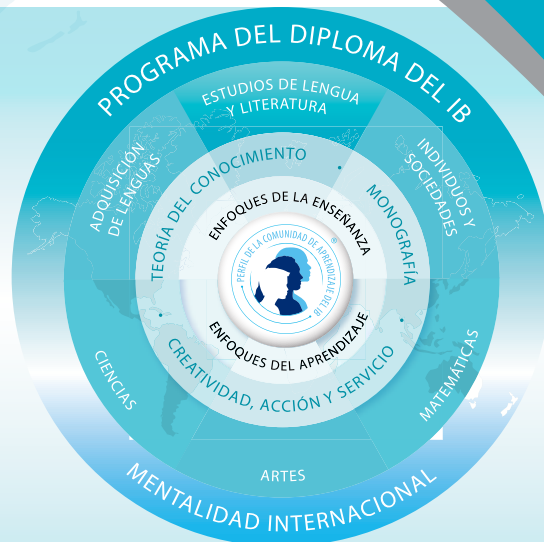 PROGRAMA DEL DIPLOMA DEL IB
ESTUDIOS DE LENGUA
Y LITERATURA
ADQUISICIÓN
DE LENGUAS
INDIVIDUOS Y
SOCIEDADES
TEORÍA DEL CONOCIMIENTO
MONOGRAFÍA
ENFOQUES DE LA ENSEÑANZA
PERFIL DE LA COMUNIDAD DE APRENDIZAJE DEL IB
®
ENFOQUES DEL APRENDIZAJE
CREATIVIDAD, ACCIÓN Y SERVICIO
CIENCIAS
MATEMÁTICAS
ARTES
MENTALIDAD INTERNACIONAL